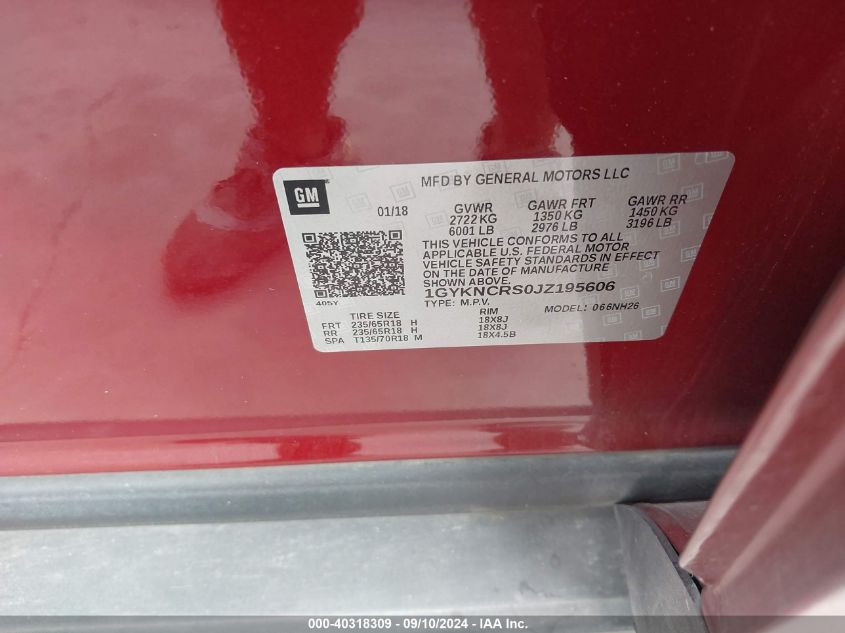 GM
MFD BY GENERAL MOTORS LLC
01/18
GVWR GAWR FRT GAWR RR
2722 KG 1350 KG 1450 KG
6001 LB 2976 LB 3196 LB
THIS VEHICLE CONFORMS TO ALL
APPLICABLE U.S. FEDERAL MOTOR
VEHICLE SAFETY STANDARDS IN EFFECT
ON THE DATE OF MANUFACTURE
SHOWN ABOVE.
1GYKNCRS0JZ195606
TYPE: M.P.V. MODEL: 066NH26
405Y
TIRE SIZE RIM
FRT 235/65R18 H 18X8J
RR 235/65R18 H 18X8J
SPA T135/70R18 M 18X4.5B
000-40318309 - 09/10/2024 - IAA Inc.